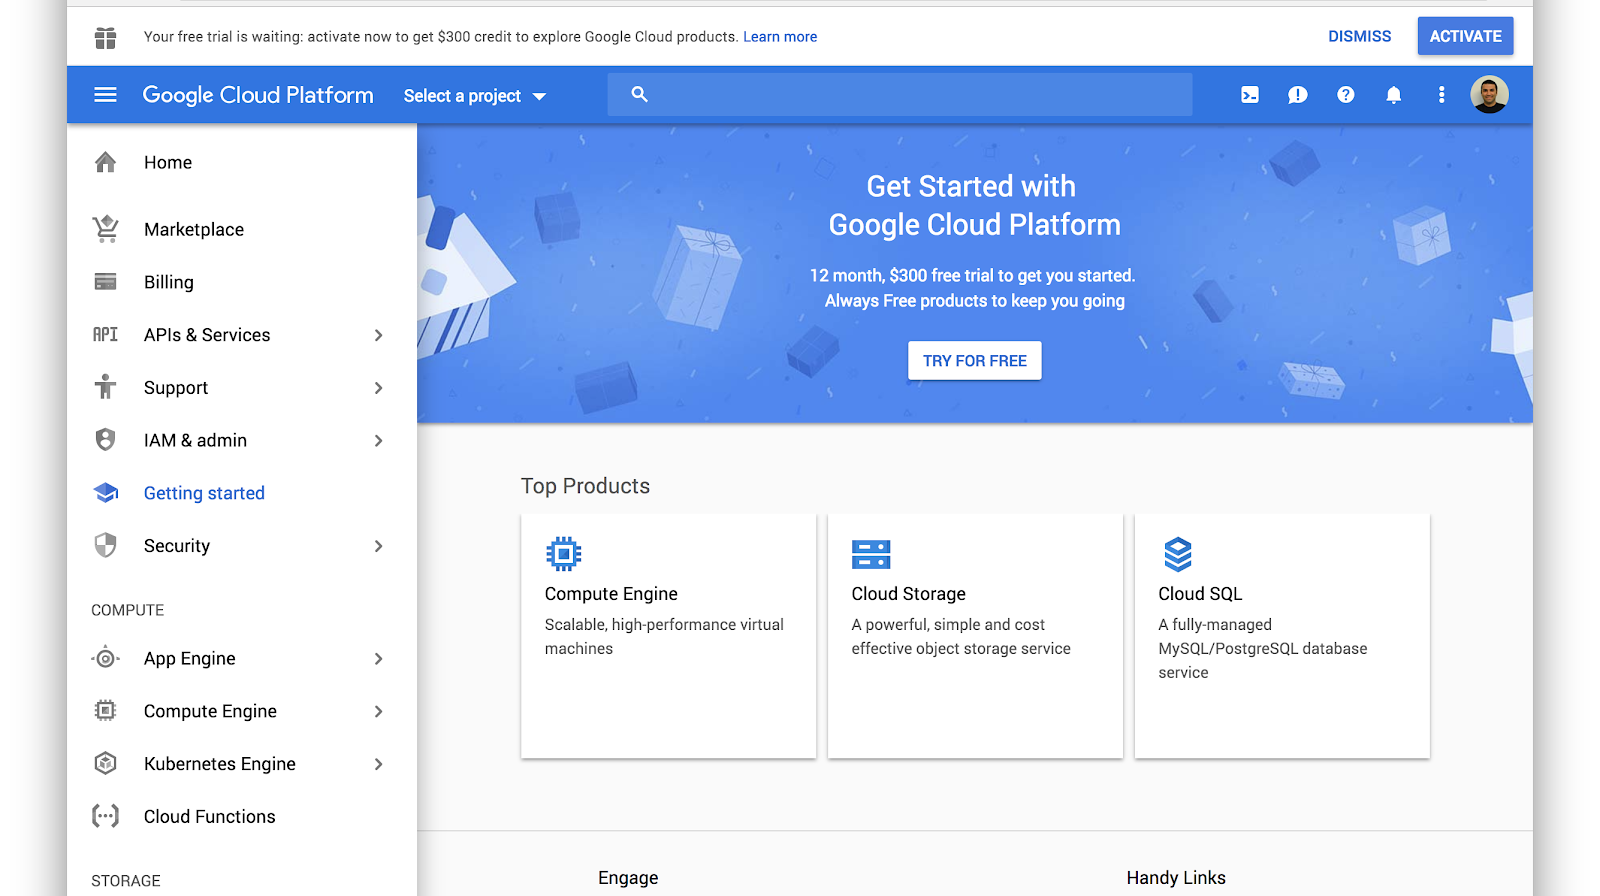 Your free trial is waiting: activate now to get $300 credit to explore Google Cloud products. Learn more
DISMISS
ACTIVATE
Google Cloud Platform
Select a project
Home
Marketplace
Billing
API
APIs & Services
Support
IAM & admin
Getting started
Security
COMPUTE
App Engine
Compute Engine
Kubernetes Engine
Cloud Functions
STORAGE
Get Started with
Google Cloud Platform
12 month, $300 free trial to get you started.
Always Free products to keep you going
TRY FOR FREE
Top Products
Compute Engine
Scalable, high-performance virtual
machines
Cloud Storage
A powerful, simple and cost
effective object storage service
Cloud SQL
A fully-managed
MySQL/PostgreSQL database
service
Engage
Handy Links